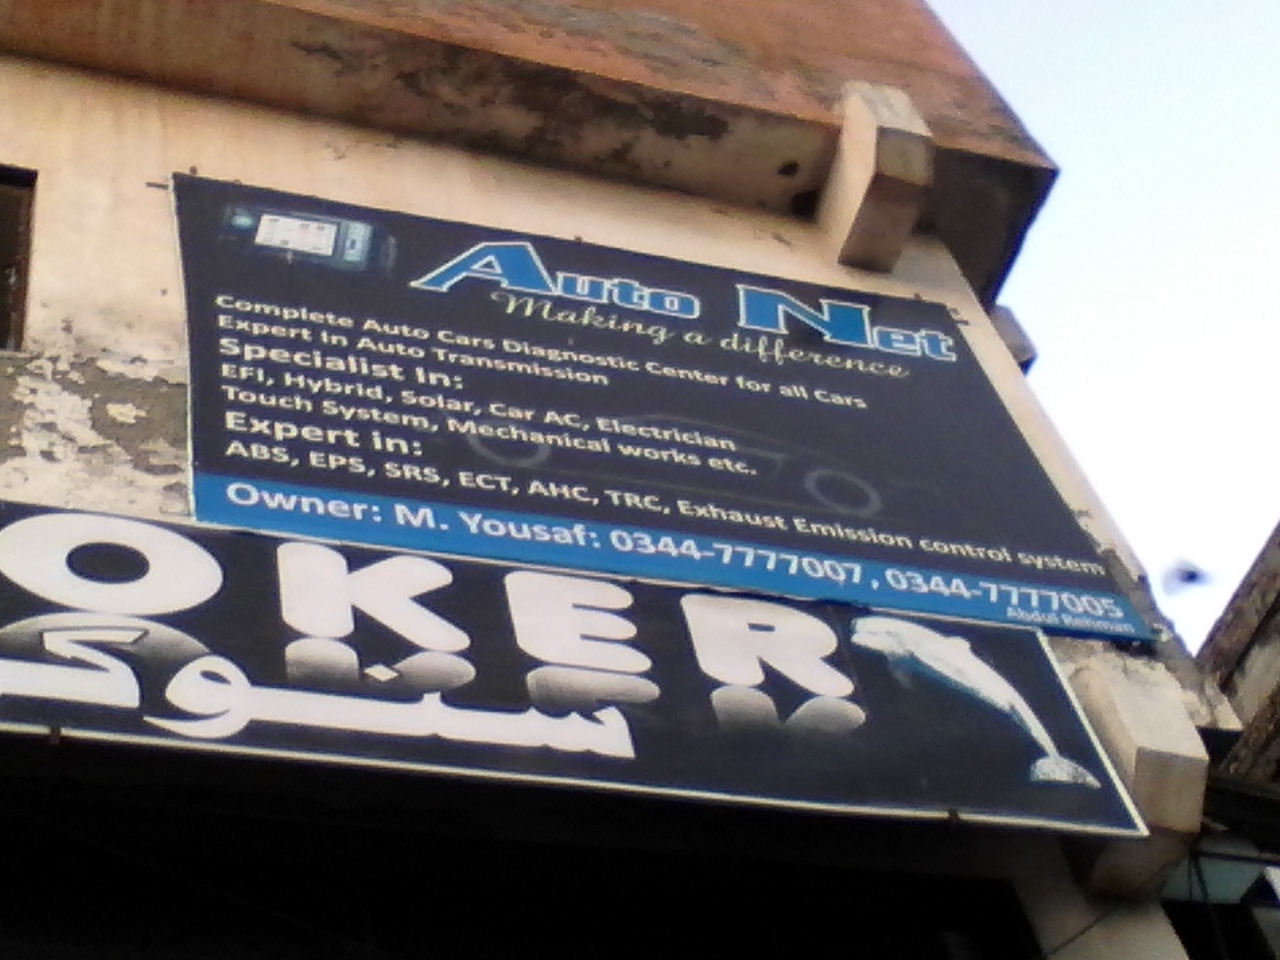 Auto Net
Making a difference
Complete Auto Cars Diagnostic Center for all Cars
Expert in Auto Transmission
Specialist in:
EFI, Hybrid, Solar, Car AC, Electrician
Touch System, Mechanical works etc.
Expert in:
ABS, EPS, SRS, ECT, AHC, TRC, Exhaust Emission control system
Owner: M. Yousaf: 0344-7777007, 0344-7777005
Abdul Rehman
OKER
سنوک